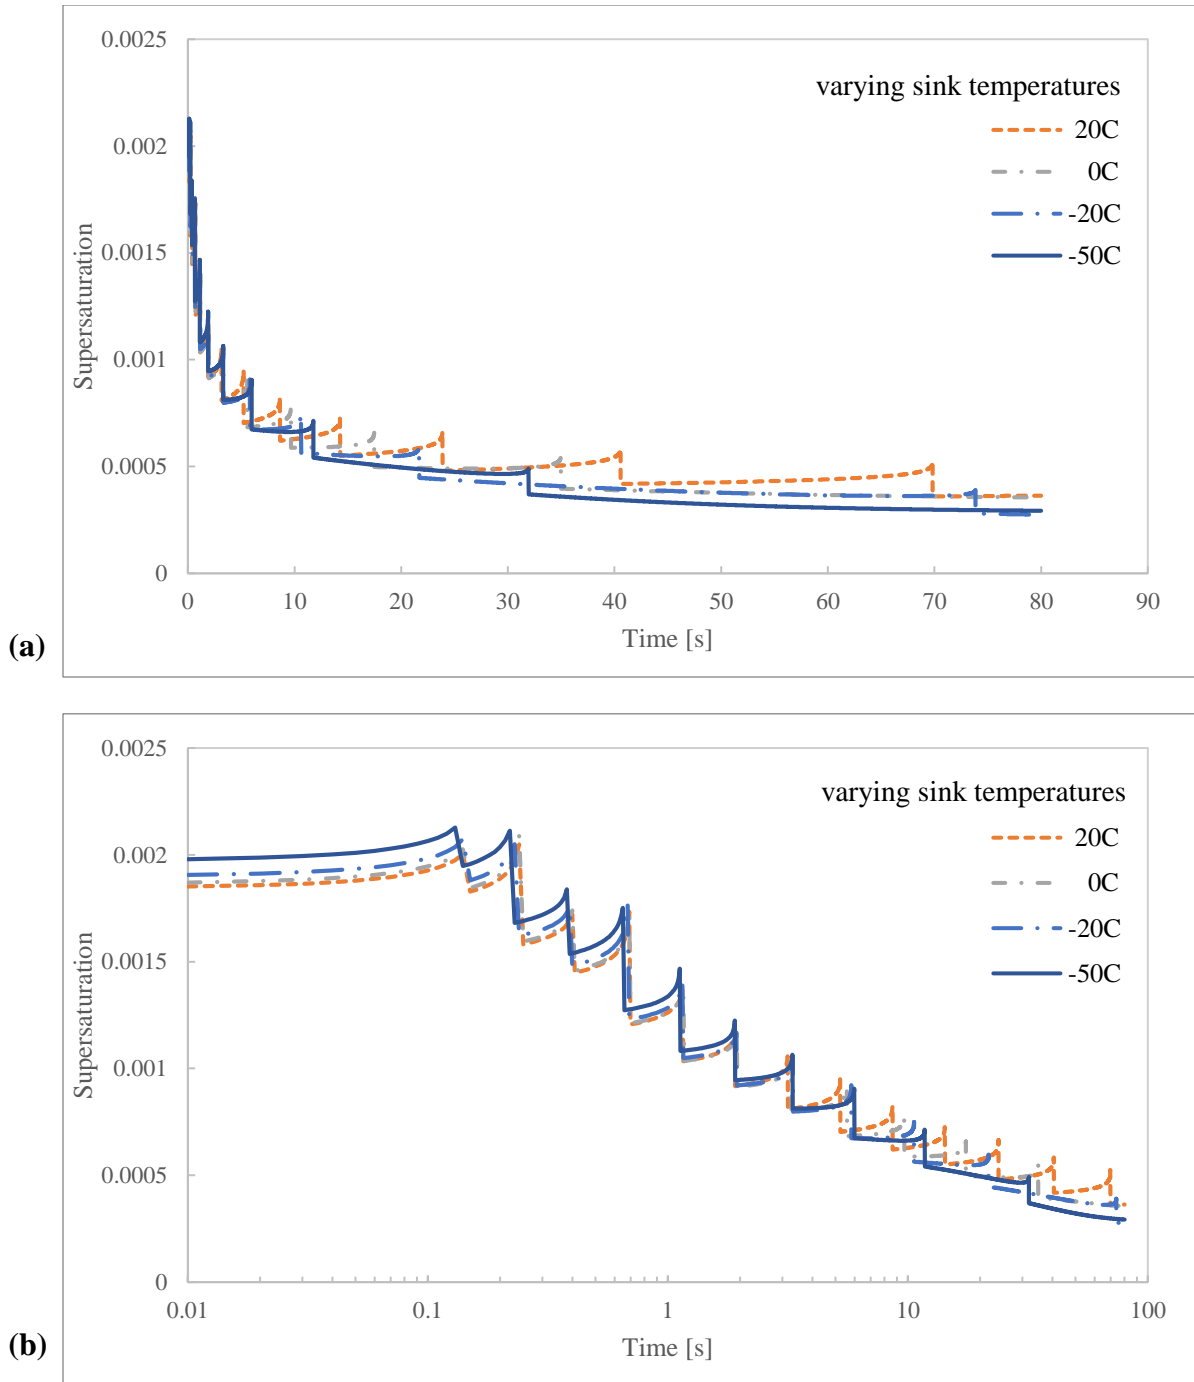 0.0025
varying sink temperatures
20C
0C
-20C
-50C
0.002
0.0015
0.001
0.0005
0
Supersaturation
0 10 20 30 40 50 60 70 80 90
Time [s]
(a)
0.0025
varying sink temperatures
20C
0C
-20C
-50C
0.002
0.0015
0.001
0.0005
0
Supersaturation
0.01 0.1 1 10 100
Time [s]
(b)